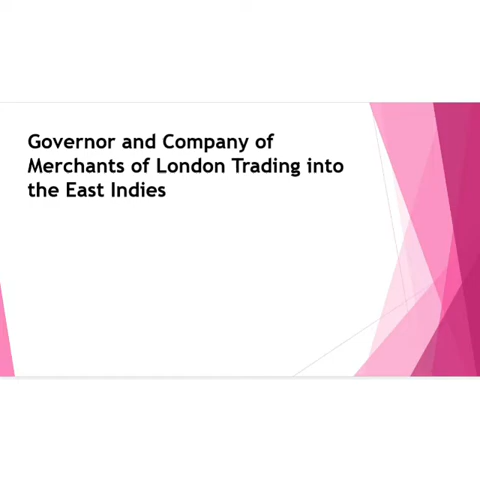 Governor and Company of
Merchants of London Trading into
the East Indies